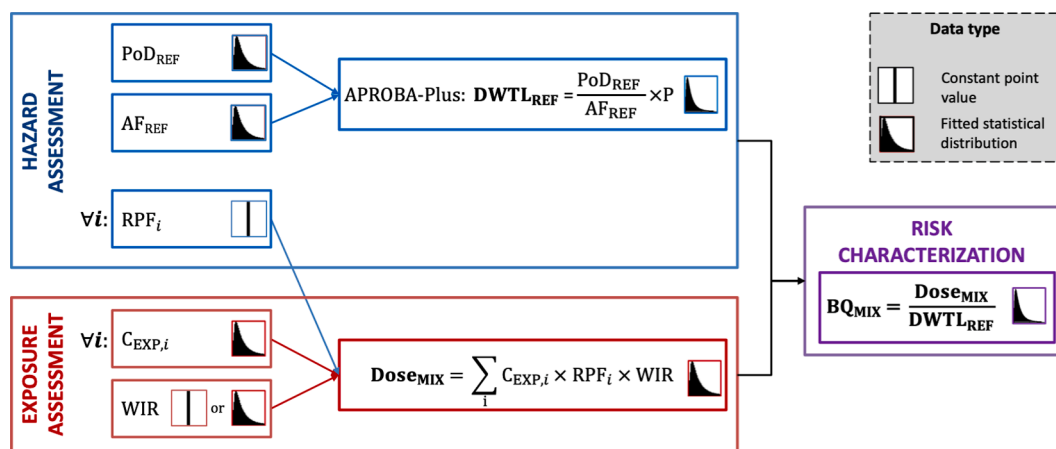 HAZARD
ASSESSMENT
PoD_REF
AF_REF
APROBA-Plus: DWTL_REF = PoD_REF / AF_REF ×P
∀i: RPF_i
EXPOSURE
ASSESSMENT
∀i: C_EXP,i
WIR or
Dose_MIX = ∑_i C_EXP,i × RPF_i × WIR
RISK
CHARACTERIZATION
BQ_MIX = Dose_MIX / DWTL_REF
Data type
Constant point
value
Fitted statistical
distribution